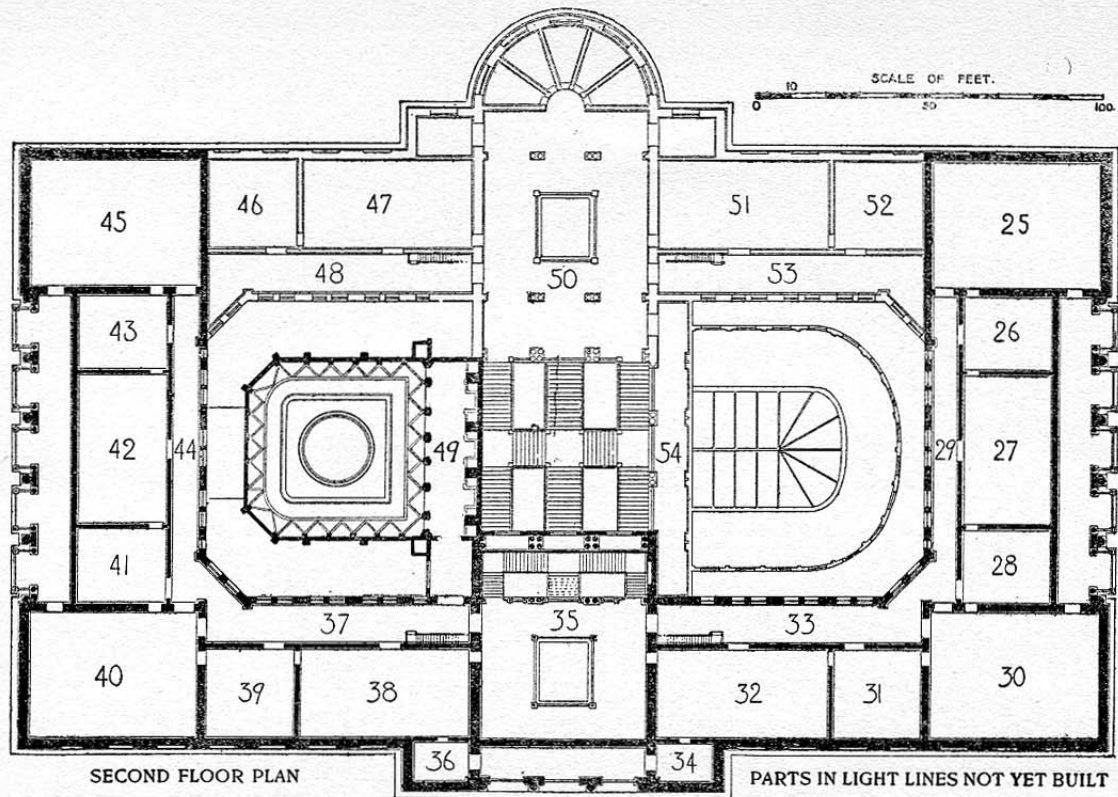 SCALE OF FEET.
10
0 50 100
45 46 47 51 52 25
48 50 53
43 26
42 44 49 54 29 27
41 28
37 35 33
40 39 38 32 31 30
36 34
SECOND FLOOR PLAN
PARTS IN LIGHT LINES NOT YET BUILT